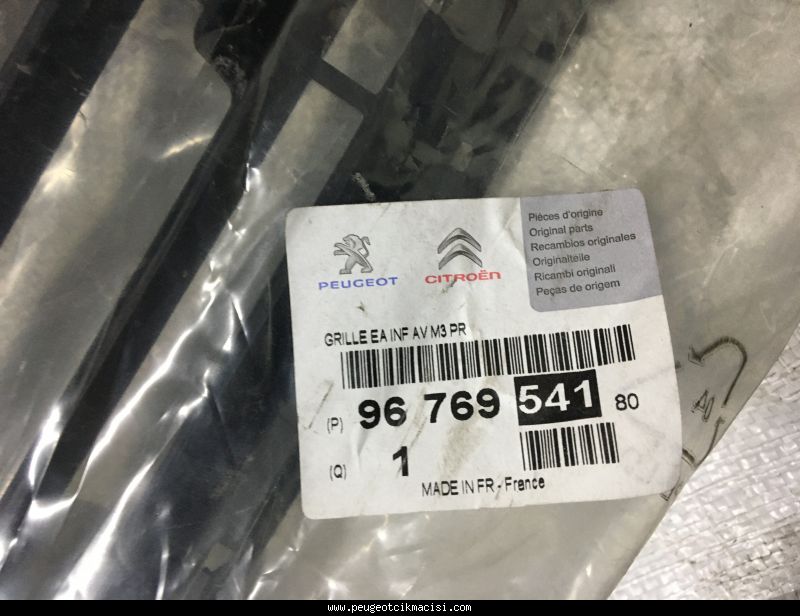 PEUGEOT
CITROËN
Pièces d'origine
Original parts
Recambios originales
Originalteile
Ricambi originali
Peças de origem
GRILLE EA INF AV M3 PR
(P) 96 769 541 80
(Q) 1
MADE IN FR - France
www.peugeotcikmacisi.com